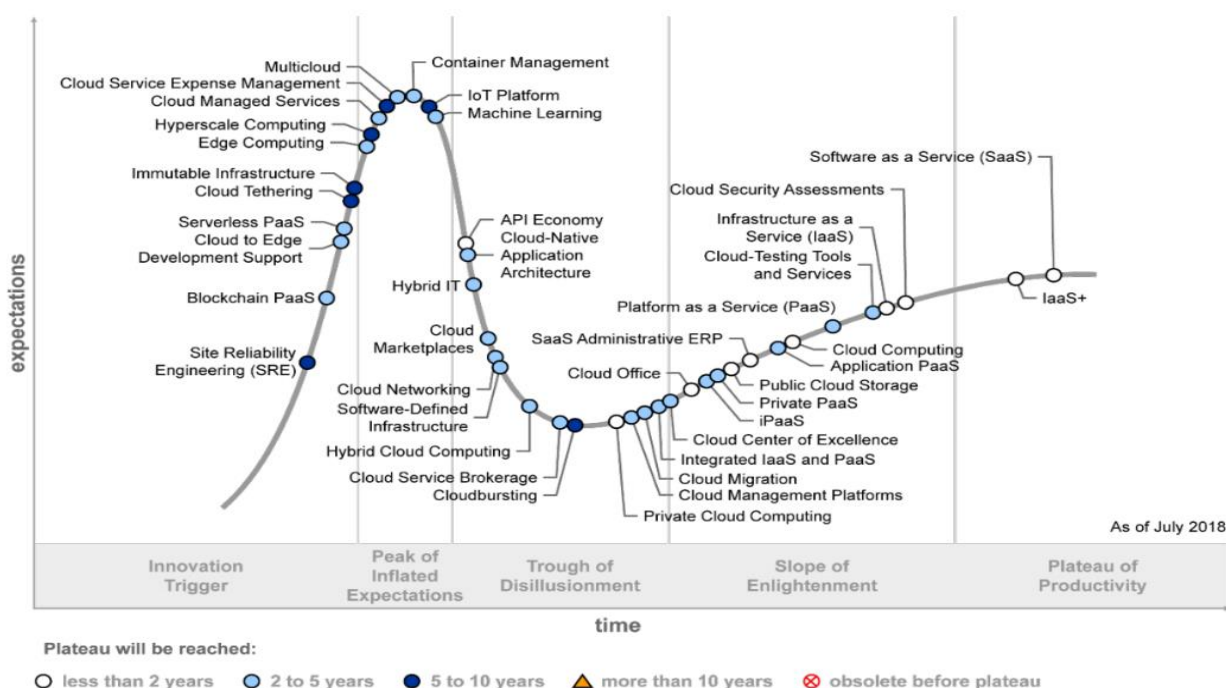 expectations
Multicloud
Cloud Service Expense Management
Cloud Managed Services
Hyperscale Computing
Edge Computing
Immutable Infrastructure
Cloud Tethering
Serverless PaaS
Cloud to Edge
Development Support
Blockchain PaaS
Site Reliability
Engineering (SRE)
Container Management
IoT Platform
Machine Learning
API Economy
Cloud-Native
Application
Architecture
Hybrid IT
Cloud
Marketplaces
Cloud Networking
Software-Defined
Infrastructure
Hybrid Cloud Computing
Cloud Service Brokerage
Cloudbursting
Private Cloud Computing
Cloud Management Platforms
Cloud Migration
Integrated IaaS and PaaS
Cloud Center of Excellence
Cloud Office
iPaaS
Private PaaS
Public Cloud Storage
SaaS Administrative ERP
Application PaaS
Cloud Computing
Platform as a Service (PaaS)
Cloud-Testing Tools
and Services
Infrastructure as a
Service (IaaS)
Cloud Security Assessments
Software as a Service (SaaS)
IaaS+
As of July 2018
Innovation
Trigger
Peak of
Inflated
Expectations
Trough of
Disillusionment
Slope of
Enlightenment
Plateau of
Productivity
time
Plateau will be reached:
less than 2 years
2 to 5 years
5 to 10 years
more than 10 years
obsolete before plateau